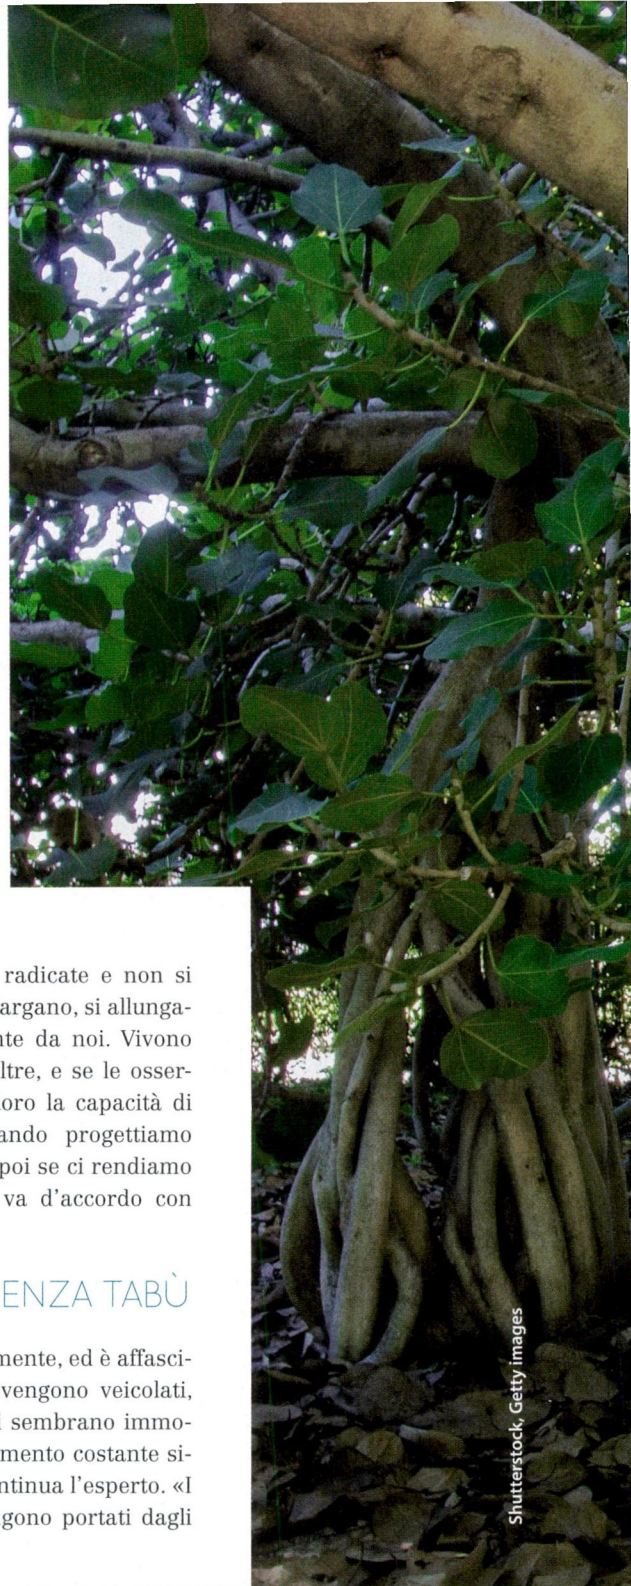 radicate e non si
argano, si allunga-
nte da noi. Vivono
ltre, e se le osser-
loro la capacità di
ando progettiamo
poi se ci rendiamo
va d'accordo con
ENZA TABÙ
mente, ed è affasci-
vengono veicolati,
l sembrano immo-
mento costante si-
ntinua l'esperto. «I
gono portati dagli
Shutterstock, Getty images